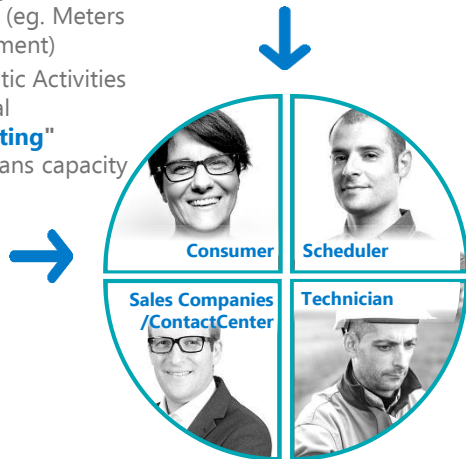 (eg. Meters
ment)
tic Activities
al
ting"
ans capacity
Consumer
Scheduler
Sales Companies
/ContactCenter
Technician